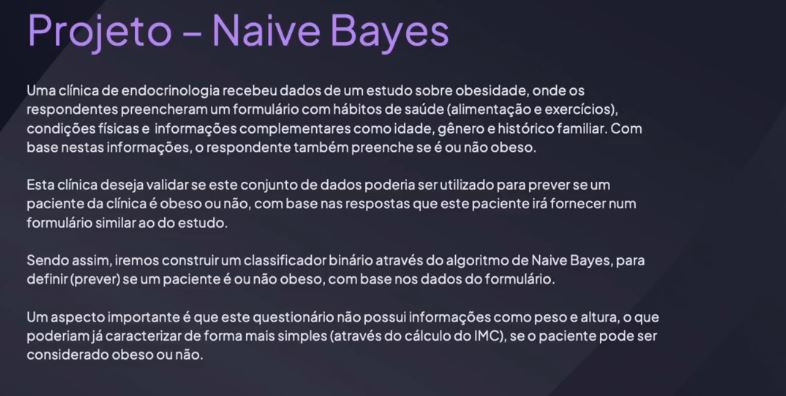 Projeto – Naive Bayes
Uma clínica de endocrinologia recebeu dados de um estudo sobre obesidade, onde os
respondentes preencheram um formulário com hábitos de saúde (alimentação e exercícios),
condições físicas e informações complementares como idade, gênero e histórico familiar. Com
base nestas informações, o respondente também preenche se é ou não obeso.
Esta clínica deseja validar se este conjunto de dados poderia ser utilizado para prever se um
paciente da clínica é obeso ou não, com base nas respostas que este paciente irá fornecer num
formulário similar ao do estudo.
Sendo assim, iremos construir um classificador binário através do algoritmo de Naive Bayes, para
definir (prever) se um paciente é ou não obeso, com base nos dados do formulário.
Um aspecto importante é que este questionário não possui informações como peso e altura, o que
poderiam já caracterizar de forma mais simples (através do cálculo do IMC), se o paciente pode ser
considerado obeso ou não.